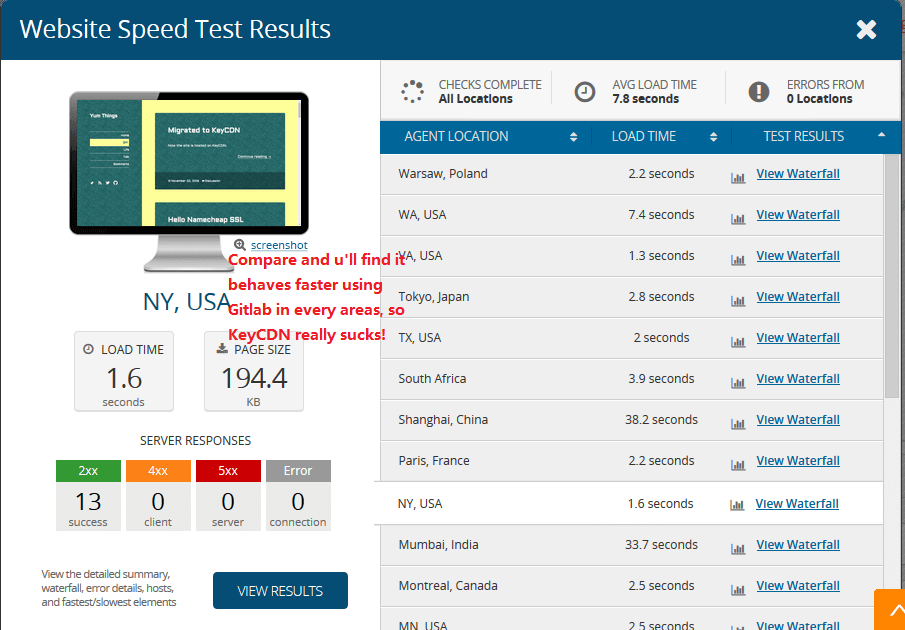 Website Speed Test Results
CHECKS COMPLETE
All Locations
AVG LOAD TIME
7.8 seconds
ERRORS FROM
0 Locations
Yum Things
Migrated to KeyCDN
Now the site is hosted on KeyCDN.
Continue reading
Hello Namecheap SSL
screenshot
Compare and u'll find it
behaves faster using
Gitlab in every areas, so
KeyCDN really sucks!
NY, USA
LOAD TIME
1.6
seconds
PAGE SIZE
194.4
KB
SERVER RESPONSES
2xx 4xx 5xx Error
13 0 0 0
success client server connection
View the detailed summary,
waterfall, error details, hosts,
and fastest/slowest elements
VIEW RESULTS
AGENT LOCATION LOAD TIME TEST RESULTS
Warsaw, Poland 2.2 seconds View Waterfall
WA, USA 7.4 seconds View Waterfall
VA, USA 1.3 seconds View Waterfall
Tokyo, Japan 2.8 seconds View Waterfall
TX, USA 2 seconds View Waterfall
South Africa 3.9 seconds View Waterfall
Shanghai, China 38.2 seconds View Waterfall
Paris, France 2.2 seconds View Waterfall
NY, USA 1.6 seconds View Waterfall
Mumbai, India 33.7 seconds View Waterfall
Montreal, Canada 2.5 seconds View Waterfall
MN, USA 2.5 seconds View Waterfall